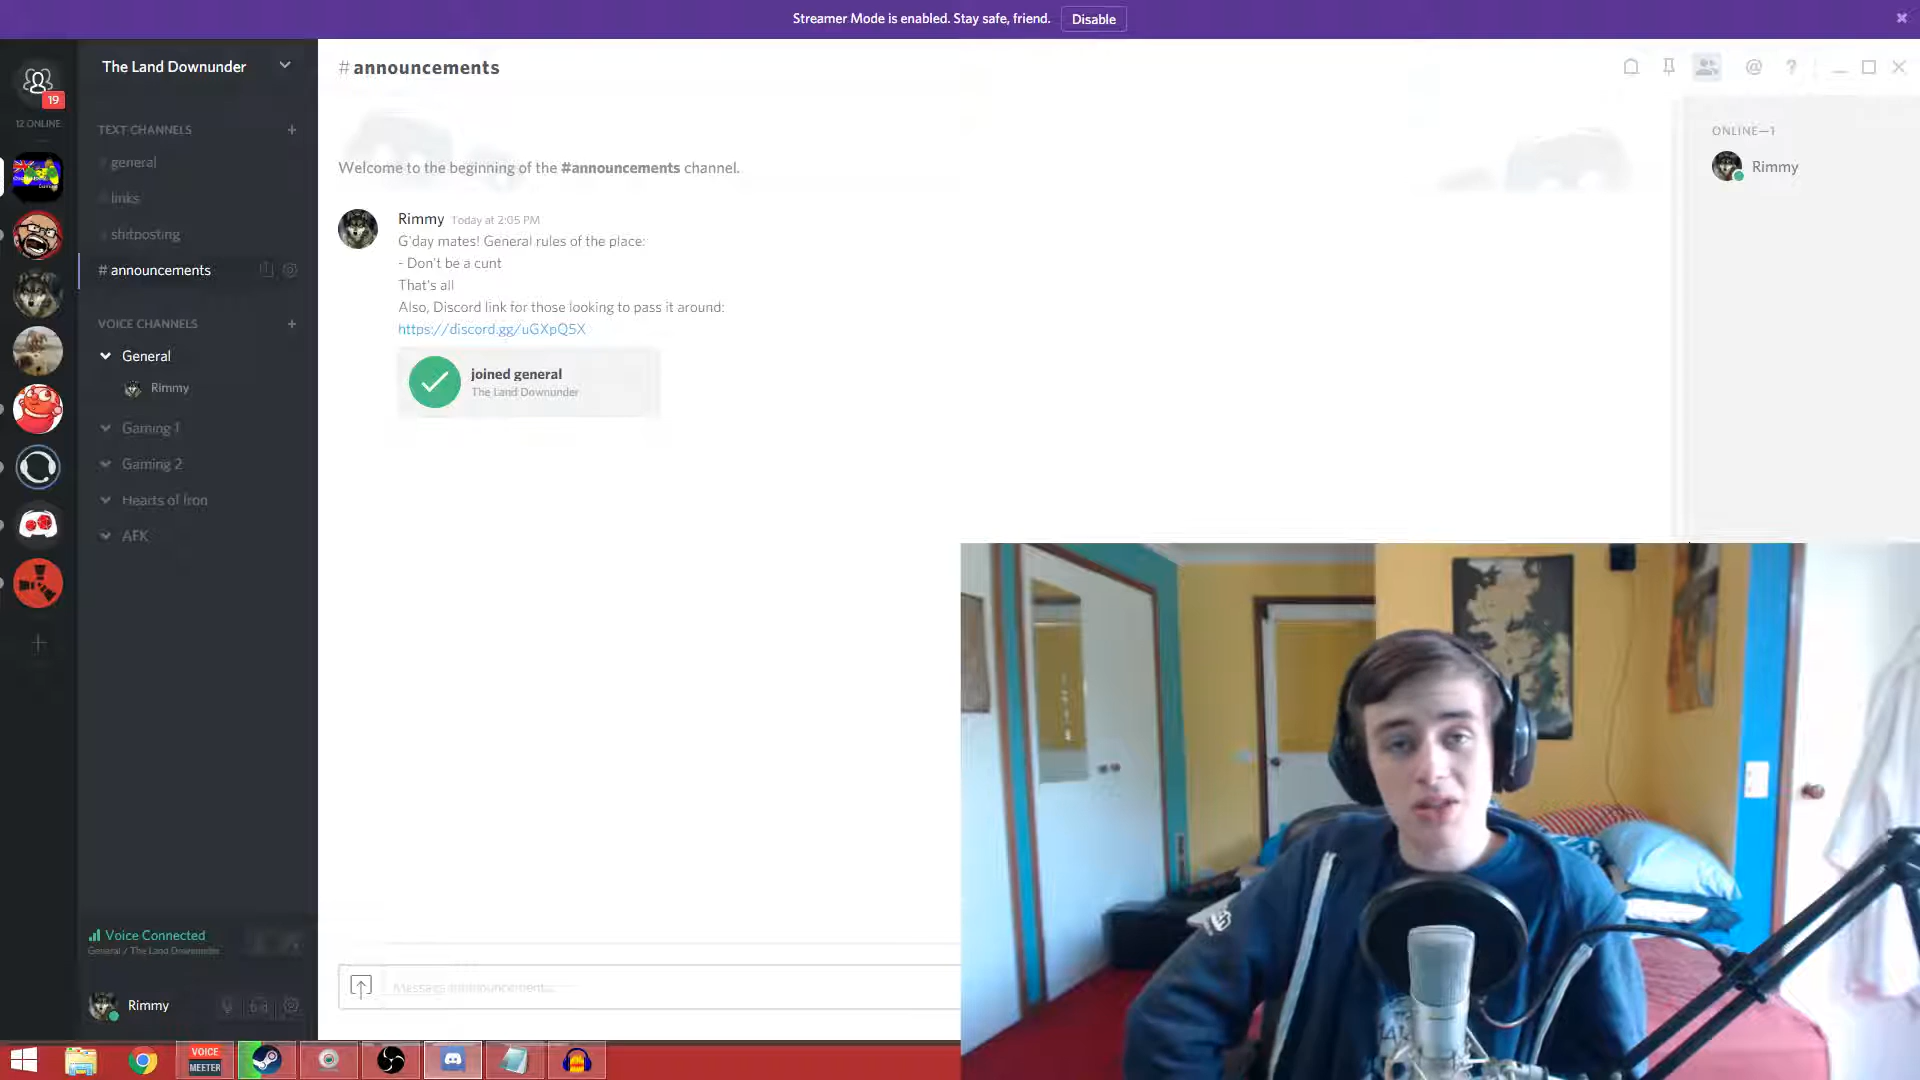 Streamer Mode is enabled. Stay safe, friend. Disable
The Land Downunder
#announcements
19
12 ONLINE
TEXT CHANNELS
general
links
shitposting
# announcements
VOICE CHANNELS
General
Rimmy
Gaming 1
Gaming 2
Hearts of Iron
AFK
Welcome to the beginning of the #announcements channel.
Rimmy Today at 2:05 PM
G'day mates! General rules of the place:
- Don't be a cunt
That's all
Also, Discord link for those looking to pass it around:
https://discord.gg/uGXpQ5X
joined general
The Land Downunder
ONLINE—1
Rimmy
Voice Connected
General / The Land Downunder
Rimmy
VOICE
MEETER